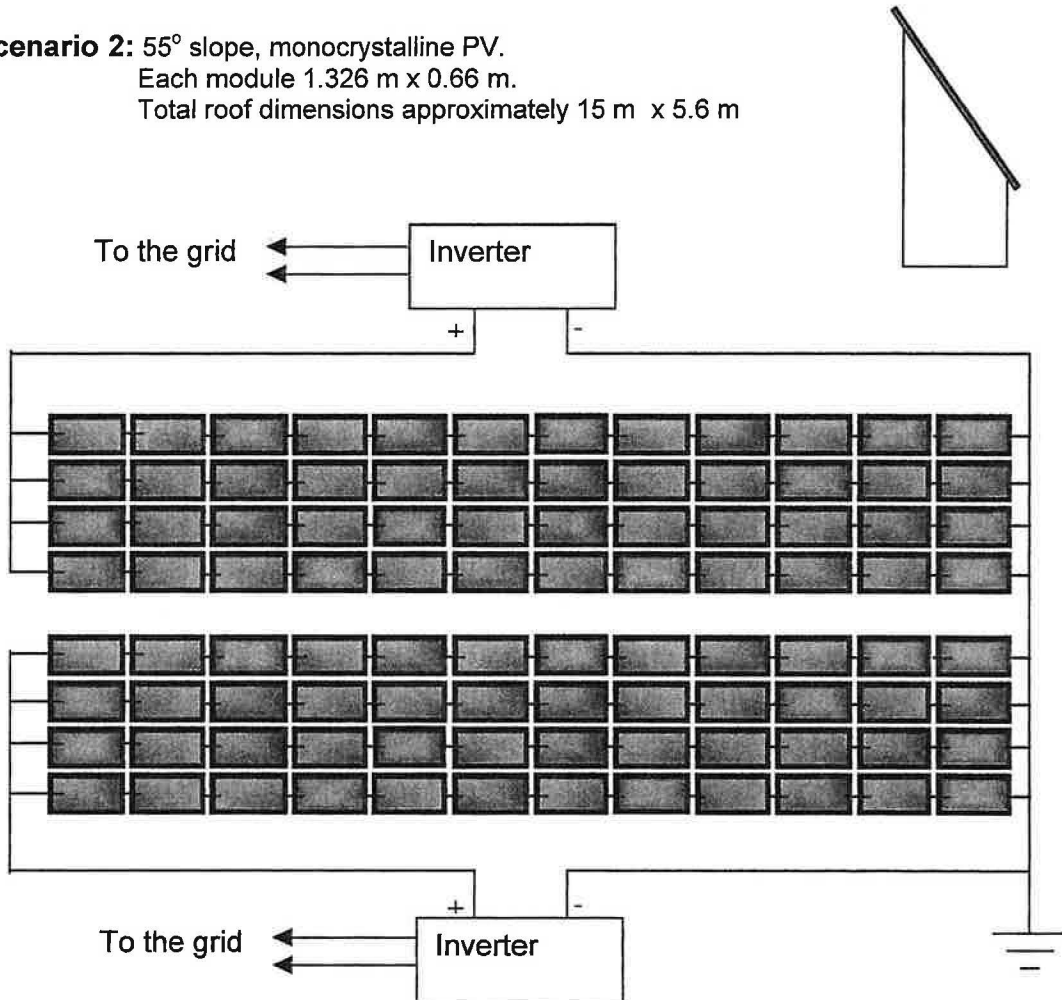 cenario 2: 55° slope, monocrystalline PV.
Each module 1.326 m x 0.66 m.
Total roof dimensions approximately 15 m x 5.6 m
To the grid
Inverter
+ -
+ -
To the grid
Inverter